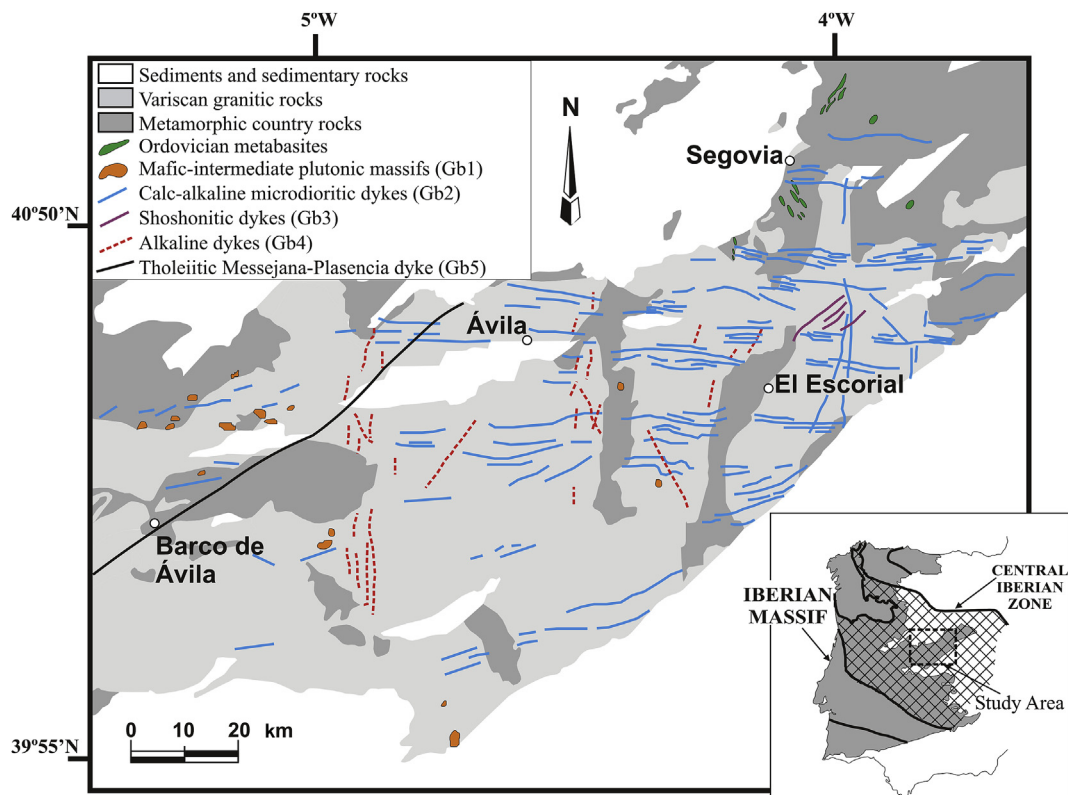 5ºW
4ºW
Sediments and sedimentary rocks
Variscan granitic rocks
Metamorphic country rocks
Ordovician metabasites
Mafic-intermediate plutonic massifs (Gb1)
Calc-alkaline microdioritic dykes (Gb2)
Shoshonitic dykes (Gb3)
Alkaline dykes (Gb4)
Tholeiitic Messejana-Plasencia dyke (Gb5)
N
Segovia
40º50’N
Ávila
El Escorial
Barco de
Ávila
IBERIAN
MASSIF
CENTRAL
IBERIAN
ZONE
Study Area
0 10 20 km
39º55’N